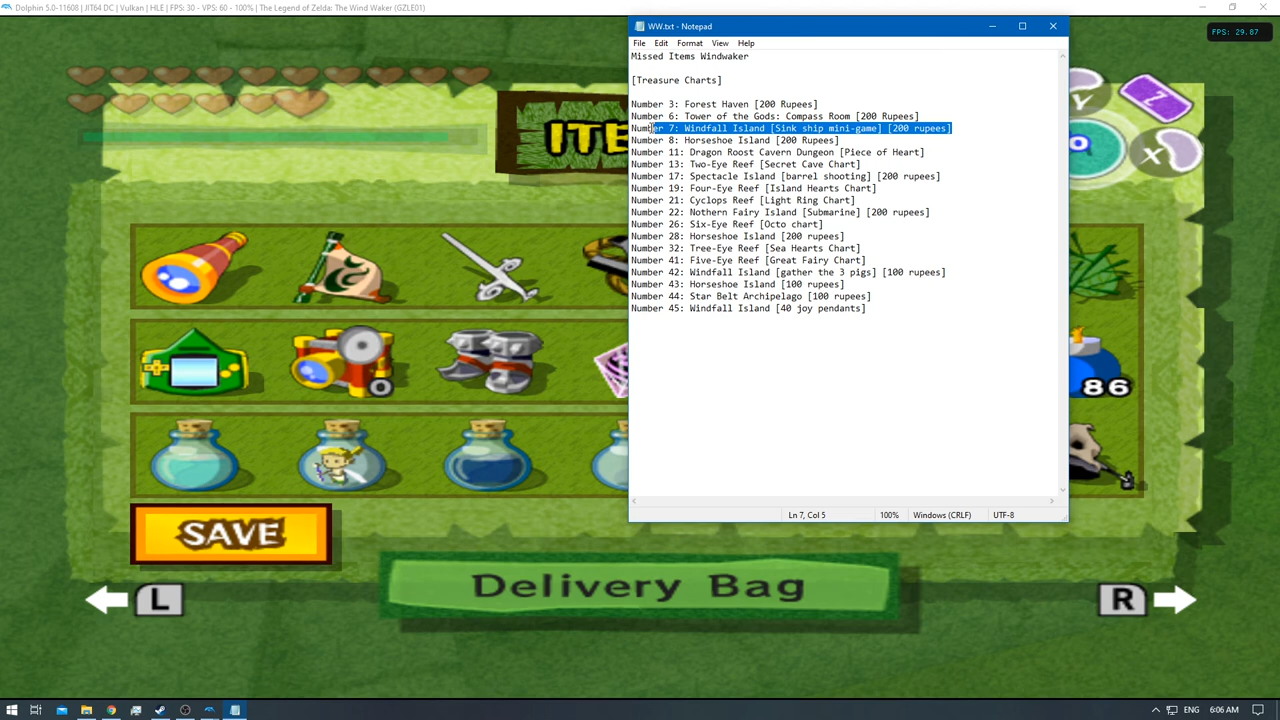 Dolphin 5.0-11608 | JIT64 DC | Vulkan | HLE | FPS: 30 - VPS: 60 - 100% | The Legend of Zelda: The Wind Waker (GZLE01)
WW.txt - Notepad
File Edit Format View Help
FPS: 29.87
Missed Items Windwaker
[Treasure Charts]
Number 3: Forest Haven [200 Rupees]
Number 6: Tower of the Gods: Compass Room [200 Rupees]
Number 7: Windfall Island [Sink ship mini-game] [200 rupees]
Number 8: Horseshoe Island [200 Rupees]
Number 11: Dragon Roost Cavern Dungeon [Piece of Heart]
Number 13: Two-Eye Reef [Secret Cave Chart]
Number 17: Spectacle Island [barrel shooting] [200 rupees]
Number 19: Four-Eye Reef [Island Hearts Chart]
Number 21: Cyclops Reef [Light Ring Chart]
Number 22: Nothern Fairy Island [Submarine] [200 rupees]
Number 26: Six-Eye Reef [Octo chart]
Number 28: Horseshoe Island [200 rupees]
Number 32: Tree-Eye Reef [Sea Hearts Chart]
Number 41: Five-Eye Reef [Great Fairy Chart]
Number 42: Windfall Island [gather the 3 pigs] [100 rupees]
Number 43: Horseshoe Island [100 rupees]
Number 44: Star Belt Archipelago [100 rupees]
Number 45: Windfall Island [40 joy pendants]
Ln 7, Col 5 100% Windows (CRLF) UTF-8
ITE
Y
Z
X
86
SAVE
Delivery Bag
L
R
ENG 6:06 AM